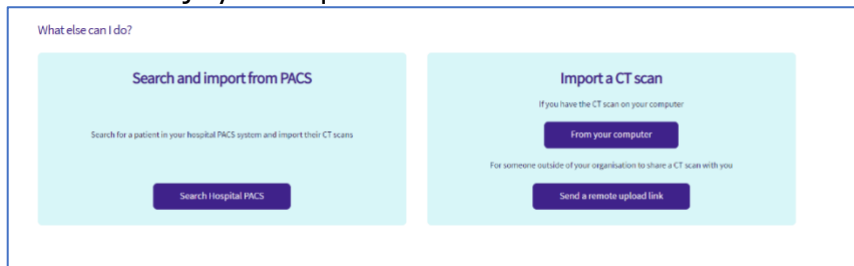 What else can I do?
Search and import from PACS
Search for a patient in your hospital PACS system and import their CT scans
Search Hospital PACS
Import a CT scan
If you have the CT scan on your computer
From your computer
For someone outside of your organisation to share a CT scan with you
Send a remote upload link